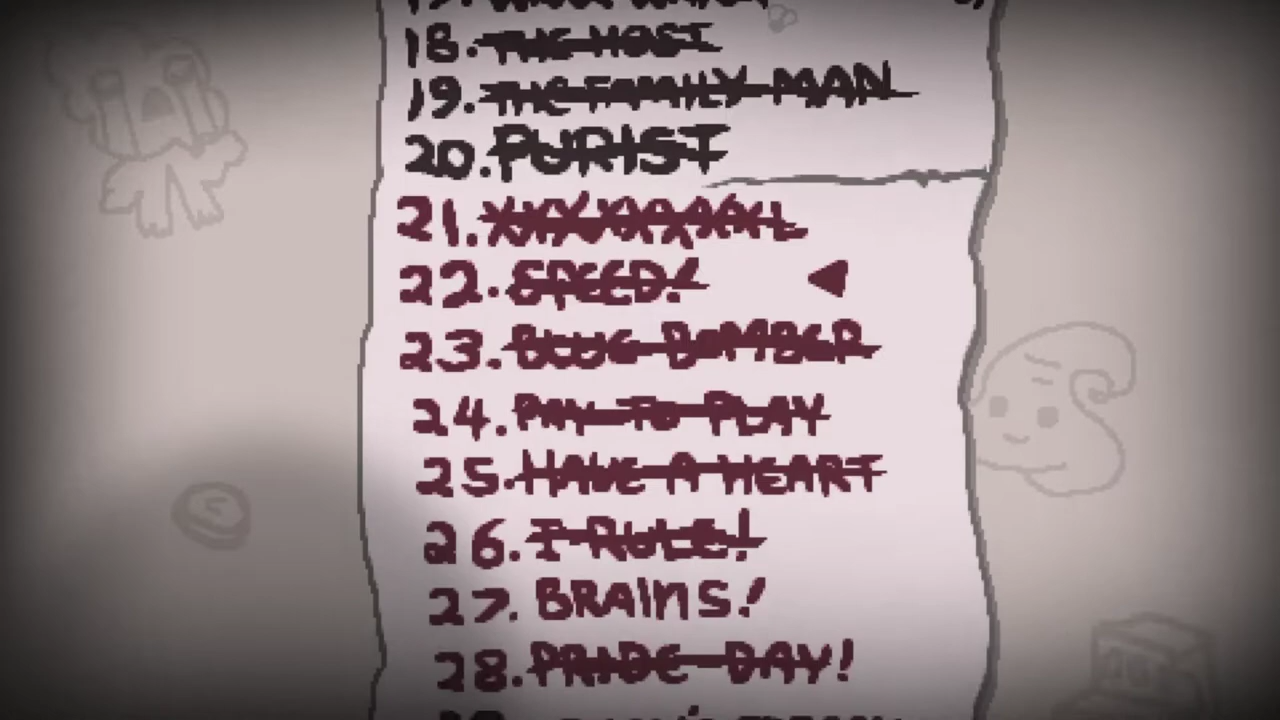 18. THE HOST
19. THE FAMILY MAN
20. PURIST
21. XXXXXXXXL
22. SPEED!
23. BLUE BOMBER
24. PAY TO PLAY
25. HAVE A HEART
26. I RULE!
27. BRAINS!
28. PRIDE DAY!